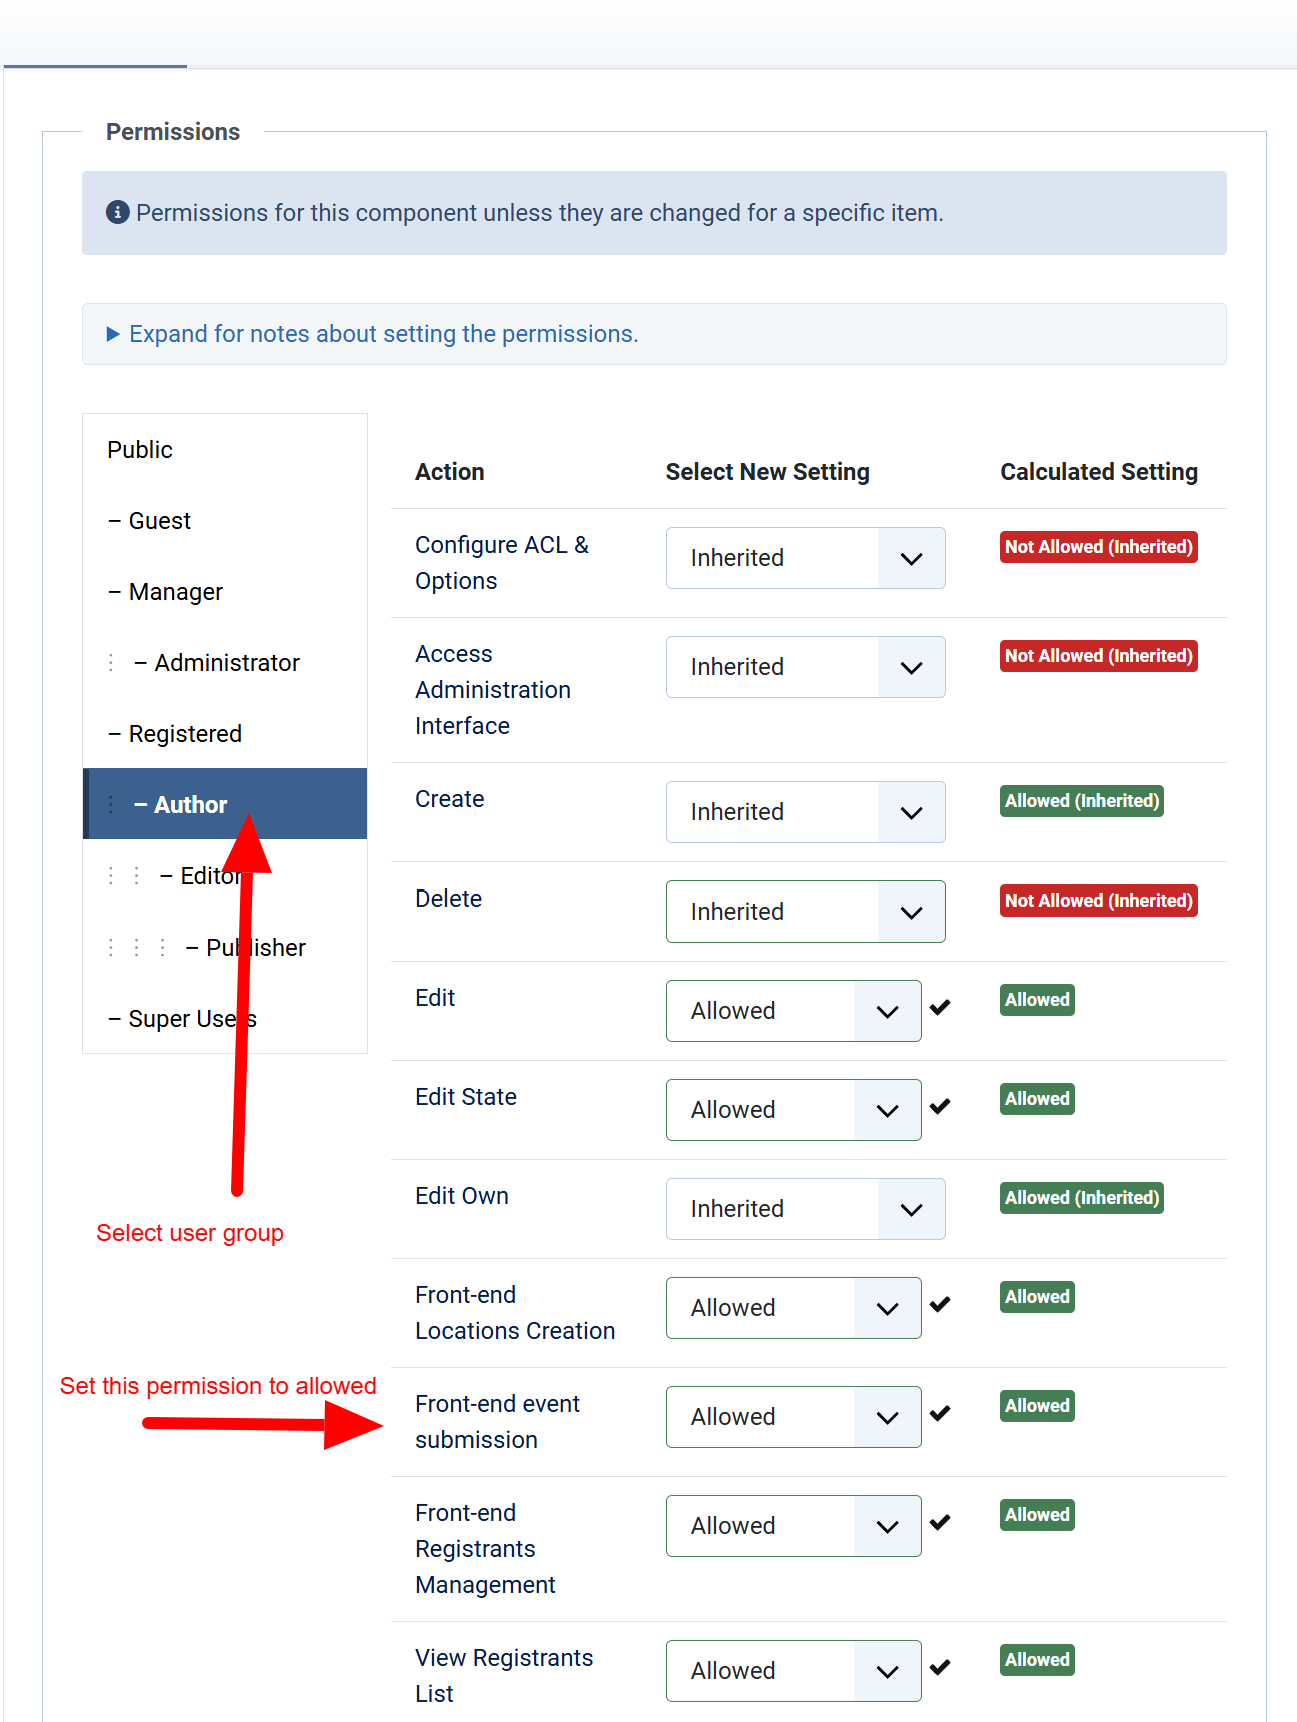 Permissions
Permissions for this component unless they are changed for a specific item.
Expand for notes about setting the permissions.
Public
– Guest
– Manager
– Administrator
– Registered
– Author
– Editor
– Publisher
– Super Users
Select user group
Set this permission to allowed
Action Select New Setting Calculated Setting
Configure ACL & Inherited Not Allowed (Inherited)
Options
Access Inherited Not Allowed (Inherited)
Administration
Interface
Create Inherited Allowed (Inherited)
Delete Inherited Not Allowed (Inherited)
Edit Allowed Allowed
Edit State Allowed Allowed
Edit Own Inherited Allowed (Inherited)
Front-end Allowed Allowed
Locations Creation
Front-end event Allowed Allowed
submission
Front-end Allowed Allowed
Registrants
Management
View Registrants Allowed Allowed
List